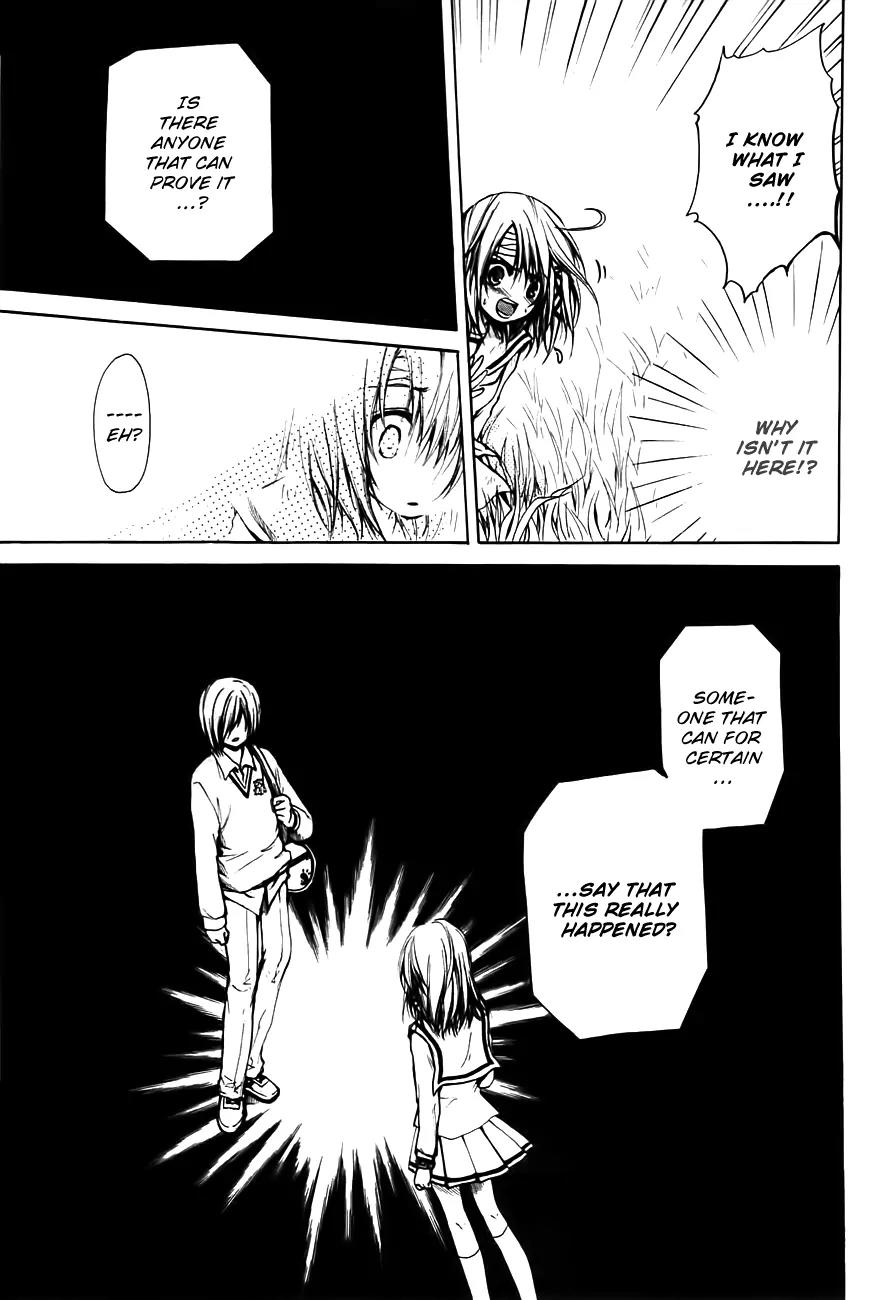 I KNOW
WHAT I
SAW
....!!
WHY
ISN'T IT
HERE!?
IS
THERE
ANYONE
THAT CAN
PROVE IT
...?
-----
EH?
SOME-
ONE THAT
CAN FOR
CERTAIN
...
...SAY THAT
THIS REALLY
HAPPENED?